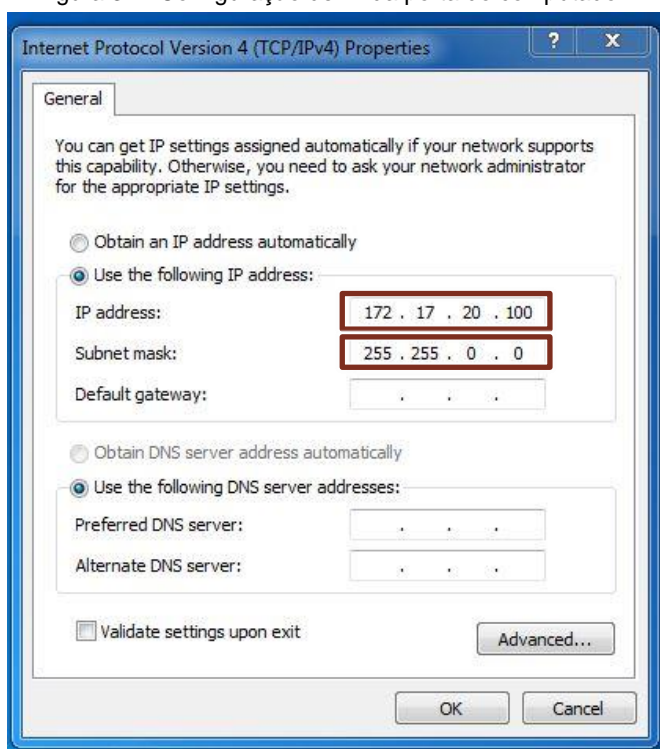 Internet Protocol Version 4 (TCP/IPv4) Properties
? X
General
You can get IP settings assigned automatically if your network supports
this capability. Otherwise, you need to ask your network administrator
for the appropriate IP settings.
Obtain an IP address automatically
Use the following IP address:
IP address: 172 . 17 . 20 . 100
Subnet mask: 255 . 255 . 0 . 0
Default gateway: . . .
Obtain DNS server address automatically
Use the following DNS server addresses:
Preferred DNS server: . . .
Alternate DNS server: . . .
Validate settings upon exit
Advanced...
OK Cancel